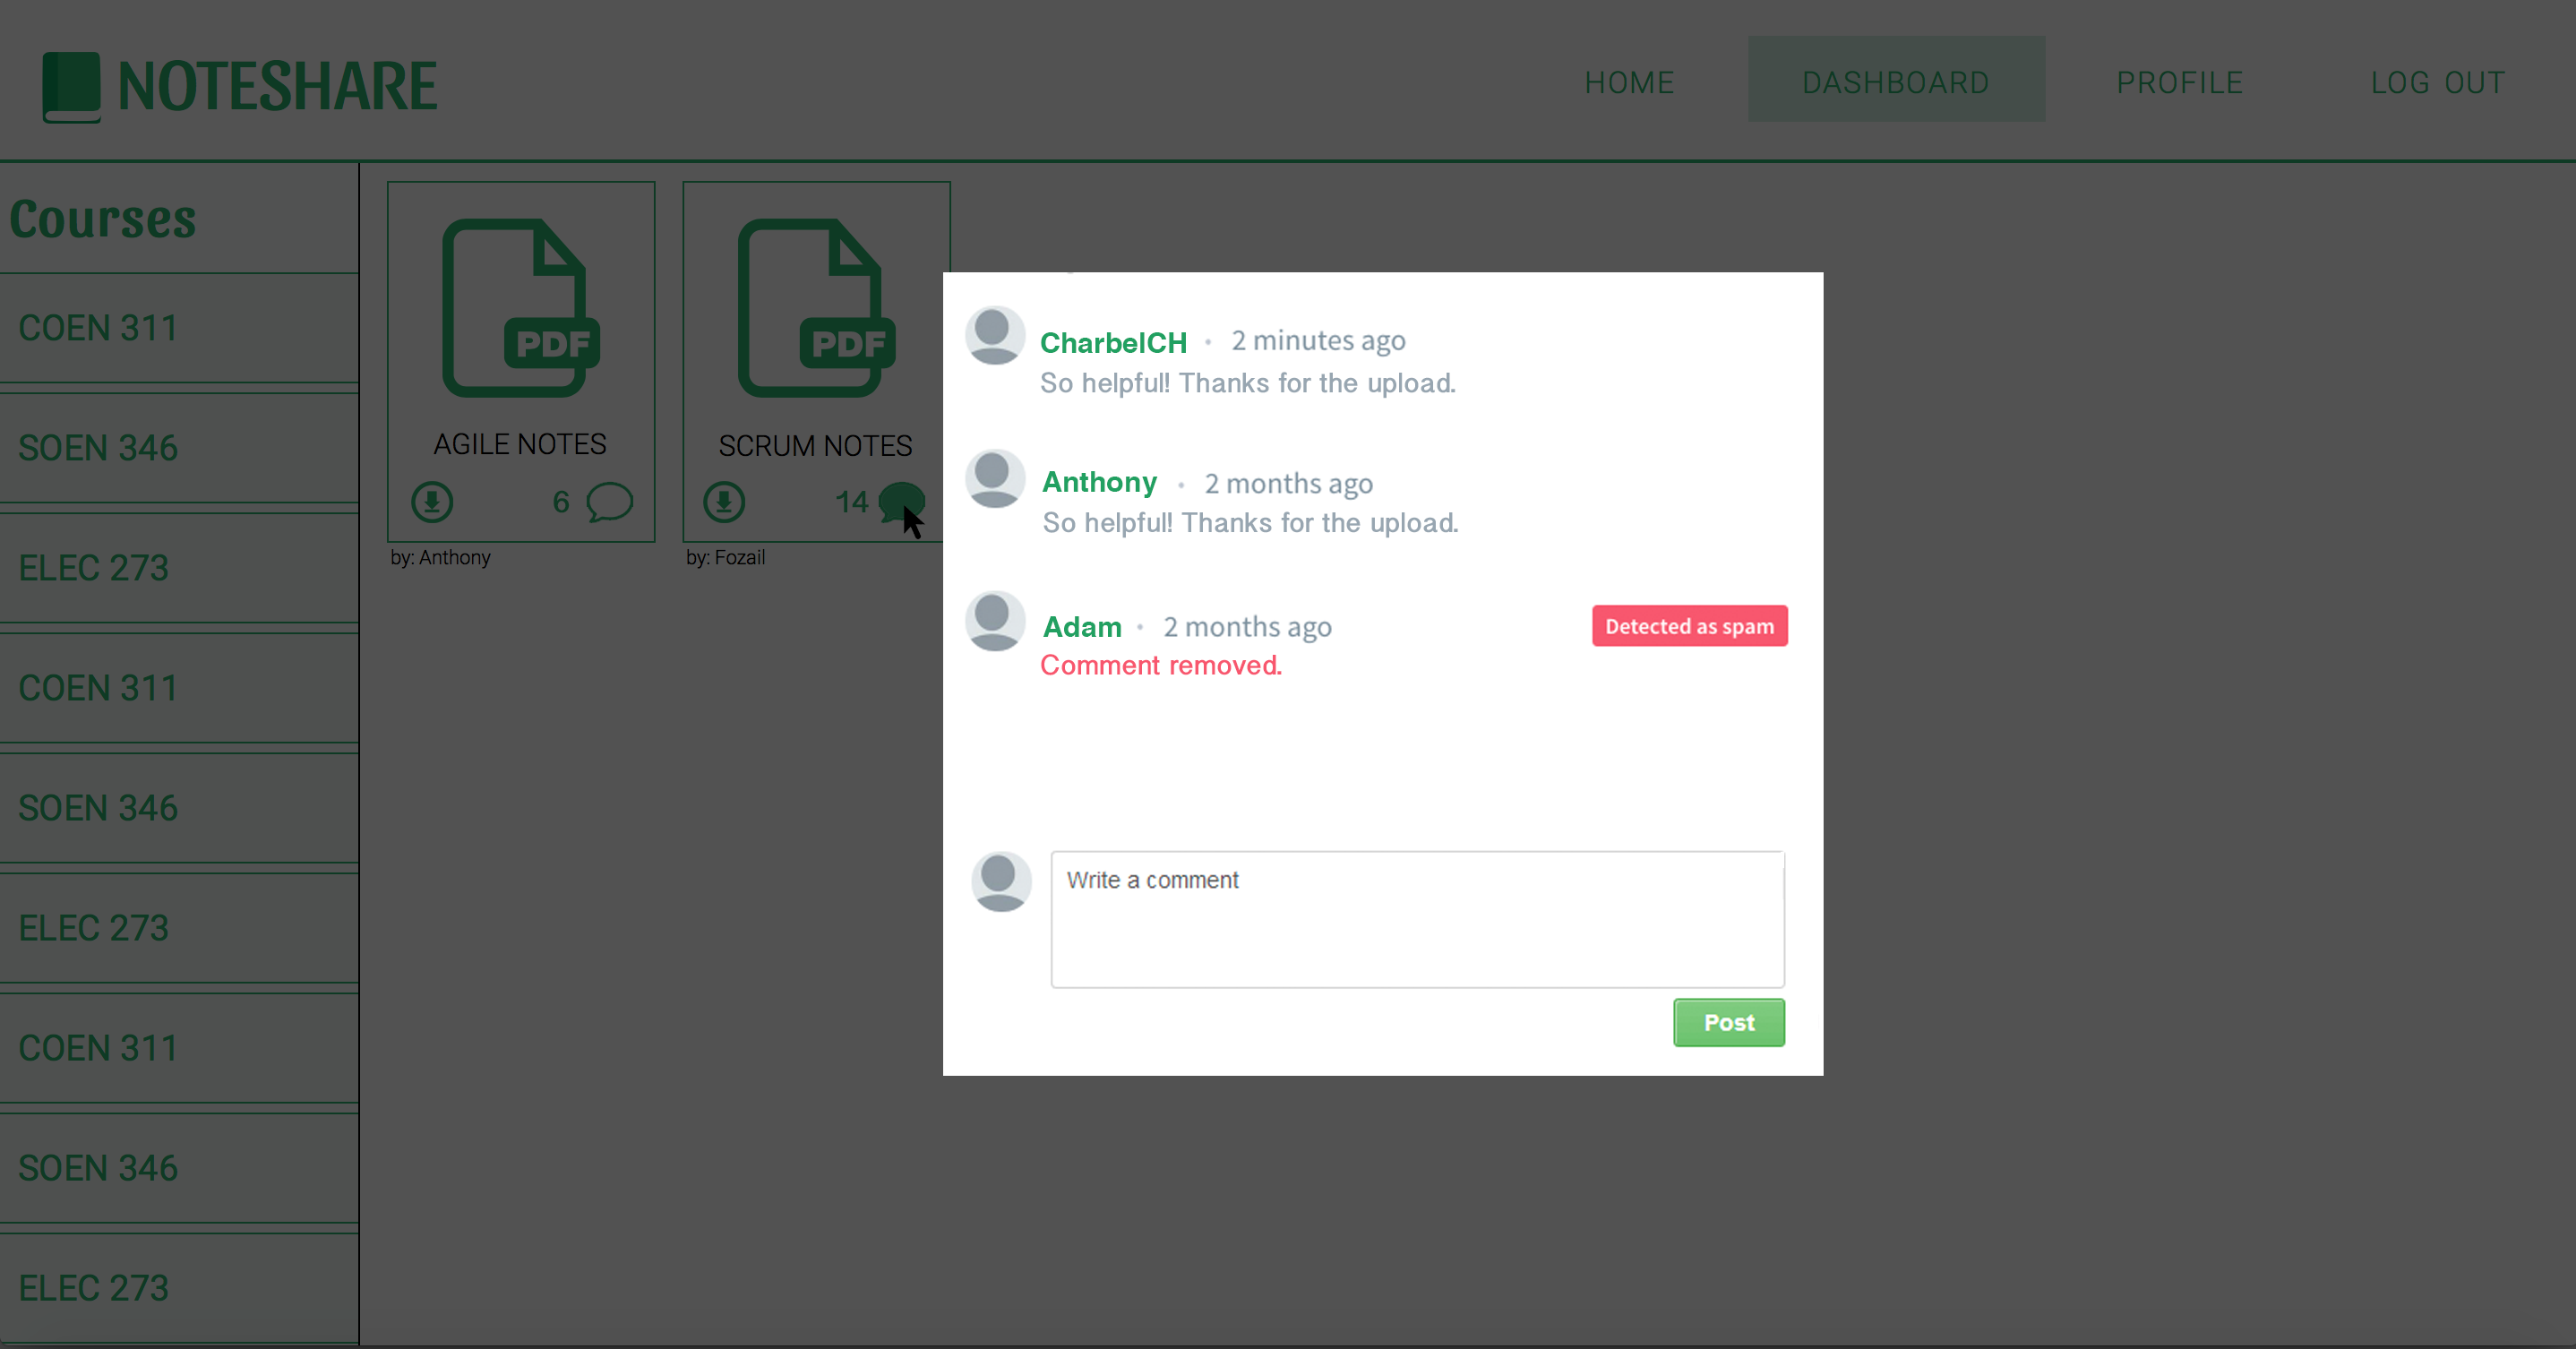 NOTESHARE
HOME DASHBOARD PROFILE LOG OUT
Courses
COEN 311
SOEN 346
ELEC 273
COEN 311
SOEN 346
ELEC 273
COEN 311
SOEN 346
ELEC 273
PDF
AGILE NOTES
6
by: Anthony
PDF
SCRUM NOTES
14
by: Fozail
CharbelCH • 2 minutes ago
So helpful! Thanks for the upload.
Anthony • 2 months ago
So helpful! Thanks for the upload.
Adam • 2 months ago
Detected as spam
Comment removed.
Write a comment
Post